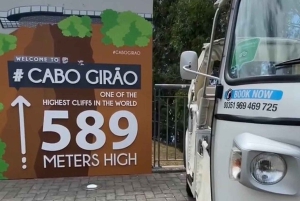 #CABOGIRÃO
WELCOME TO
# CABO GIRÃO
ONE OF THE
HIGHEST CLIFFS IN THE WORLD
589
METERS HIGH
BOOK NOW
00351 969 469 725